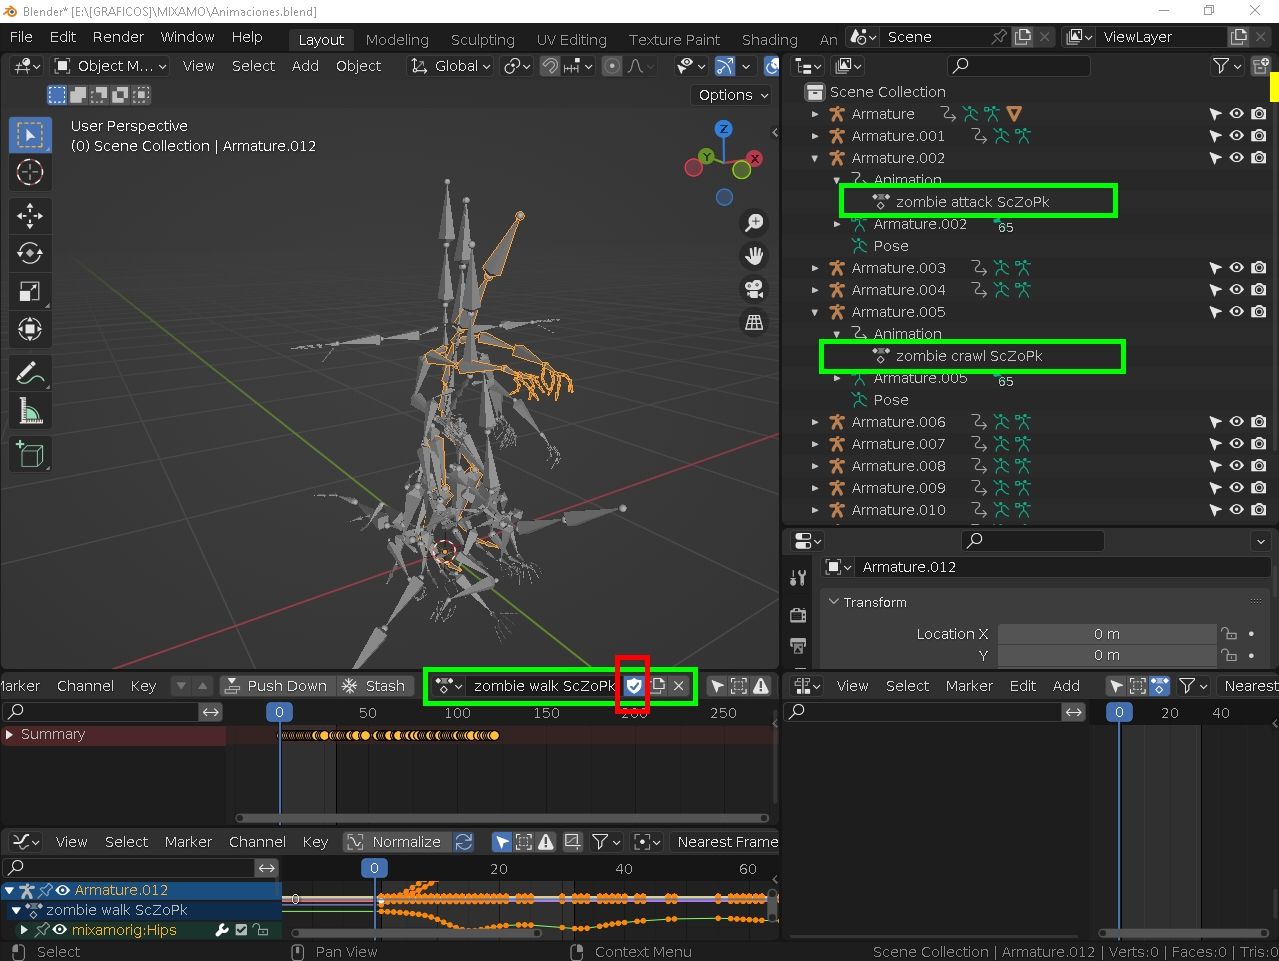 Blender* [E:\[GRAFICOS]\MIXAMO\Animaciones.blend]
File Edit Render Window Help Layout Modeling Sculpting UV Editing Texture Paint Shading An Scene ViewLayer
Object M... View Select Add Object Global
Options
User Perspective
(0) Scene Collection | Armature.012
Z
Y
X
Scene Collection
Armature
Armature.001
Armature.002
Animation
zombie attack ScZoPk
Armature.002 65
Pose
Armature.003
Armature.004
Armature.005
Animation
zombie crawl ScZoPk
Armature.005 65
Pose
Armature.006
Armature.007
Armature.008
Armature.009
Armature.010
Armature.012
Transform
Location X 0 m
Y 0 m
Marker Channel Key Push Down Stash zombie walk ScZoPk
0 50 100 150 200 250
Summary
View Select Marker Edit Add Nearest
0 20 40
View Select Marker Channel Key Normalize Nearest Frame
0 20 40 60
Armature.012
zombie walk ScZoPk
mixamorig:Hips
0
Select Pan View Context Menu Scene Collection | Armature.012 | Verts:0 | Faces:0 | Tris:0